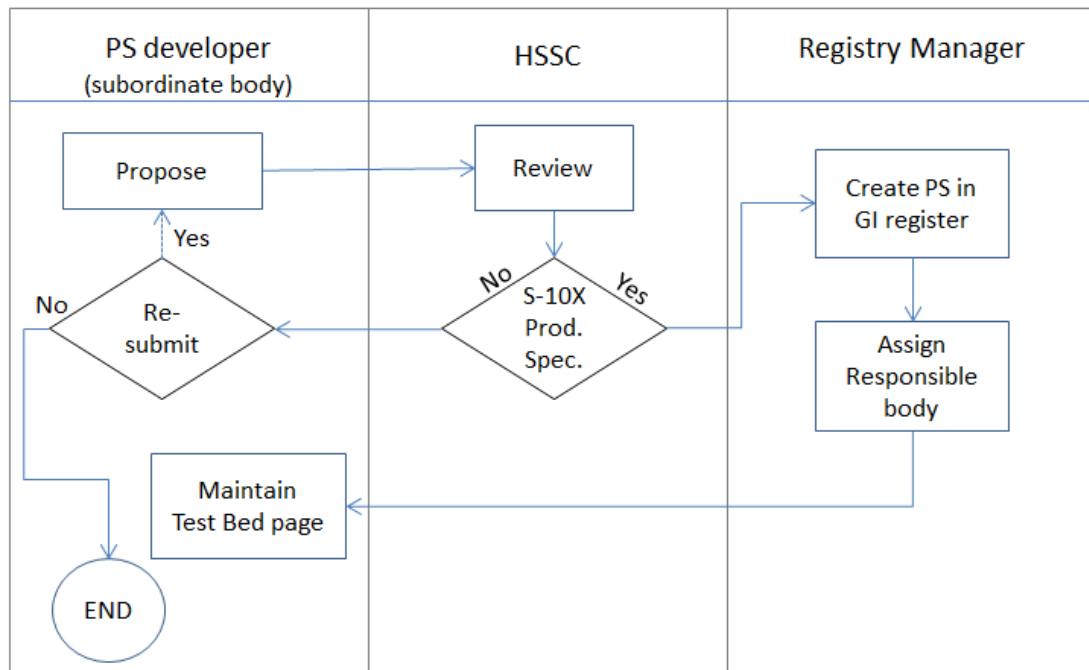 PS developer
(subordinate body)
HSSC
Registry Manager
Propose
Review
Create PS in
GI register
Yes
No
Re-
submit
No
Yes
S-10X
Prod.
Spec.
Assign
Responsible
body
Maintain
Test Bed page
END